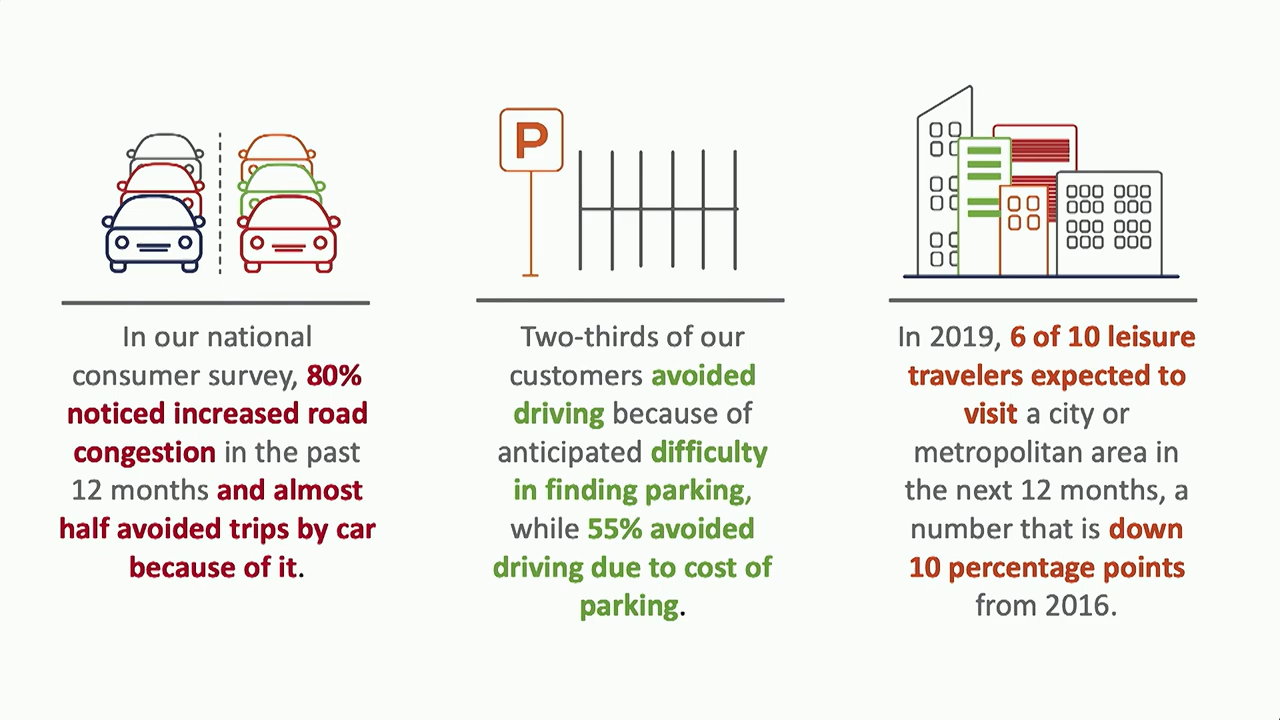 P
In our national
consumer survey, 80%
noticed increased road
congestion in the past
12 months and almost
half avoided trips by car
because of it.
Two-thirds of our
customers avoided
driving because of
anticipated difficulty
in finding parking,
while 55% avoided
driving due to cost of
parking.
In 2019, 6 of 10 leisure
travelers expected to
visit a city or
metropolitan area in
the next 12 months, a
number that is down
10 percentage points
from 2016.